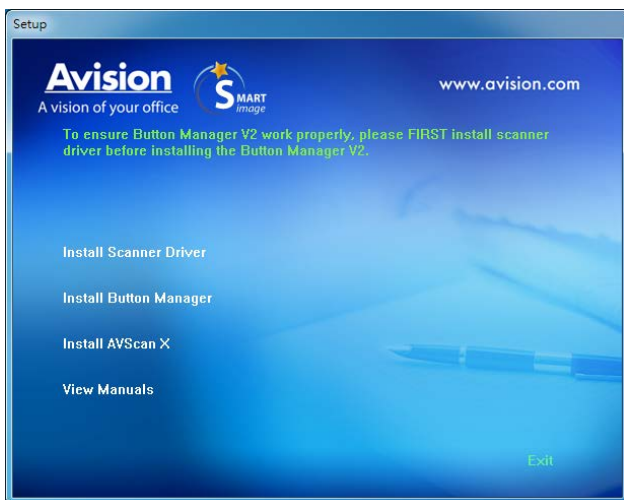 Setup
Avision
A vision of your office
SMART
image
www.avision.com
To ensure Button Manager V2 work properly, please FIRST install scanner
driver before installing the Button Manager V2.
Install Scanner Driver
Install Button Manager
Install AVScan X
View Manuals
Exit